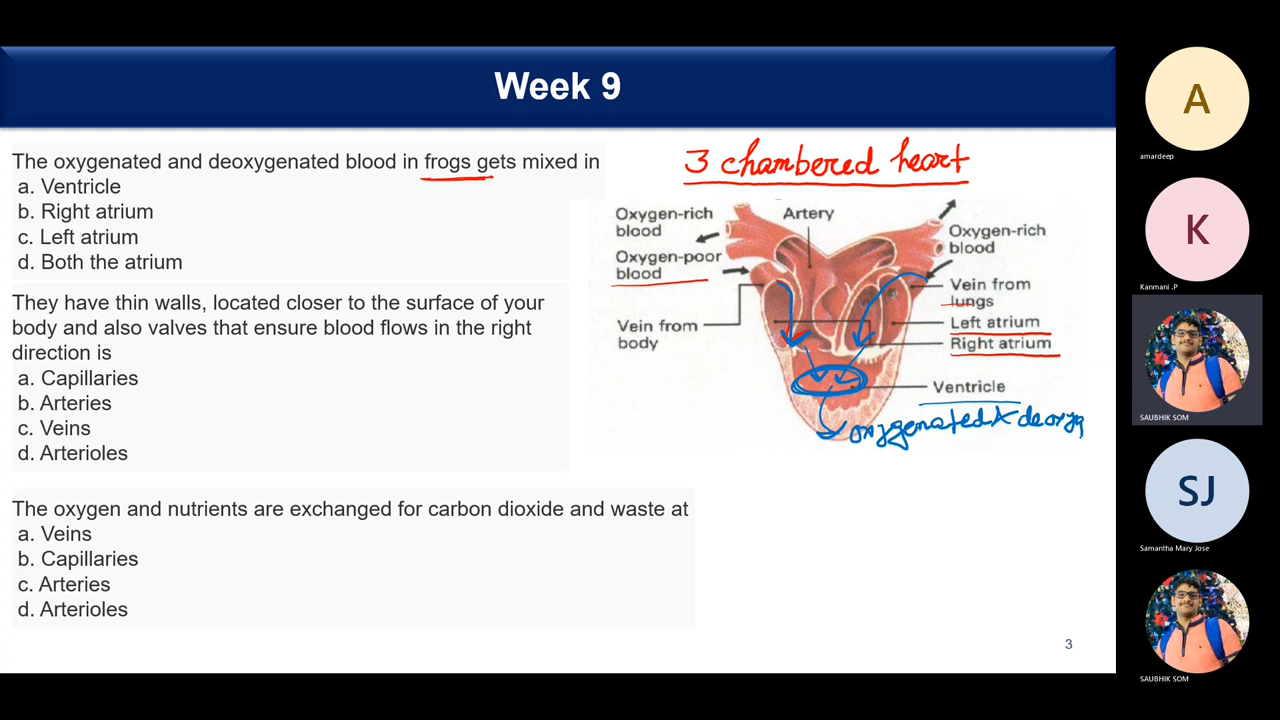 Week 9
The oxygenated and deoxygenated blood in frogs gets mixed in
a. Ventricle
b. Right atrium
c. Left atrium
d. Both the atrium
They have thin walls, located closer to the surface of your
body and also valves that ensure blood flows in the right
direction is
a. Capillaries
b. Arteries
c. Veins
d. Arterioles
The oxygen and nutrients are exchanged for carbon dioxide and waste at
a. Veins
b. Capillaries
c. Arteries
d. Arterioles
3 chambered heart
Oxygen-rich
blood
Artery
Oxygen-rich
blood
Oxygen-poor
blood
Vein from
lungs
Vein from
body
Left atrium
Right atrium
Ventricle
oxygenated & deoxy
3
A
amardeep
K
Kanmani .P
SAUBHIK SOM
SJ
Samantha Mary Jose
SAUBHIK SOM